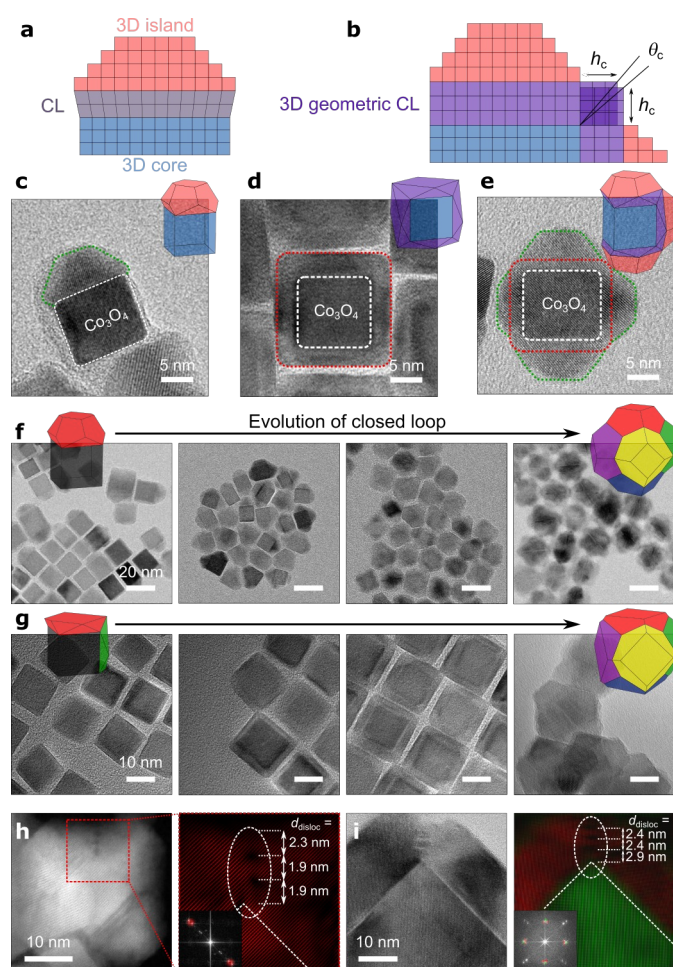 a
3D island
CL
3D core
b
3D geometric CL
h_c
θ_c
h_c
c
Co₃O₄
5 nm
d
Co₃O₄
5 nm
e
Co₃O₄
5 nm
f
Evolution of closed loop
20 nm
g
10 nm
h
10 nm
d_disloc =
2.3 nm
1.9 nm
1.9 nm
i
10 nm
d_disloc =
2.4 nm
2.4 nm
2.9 nm